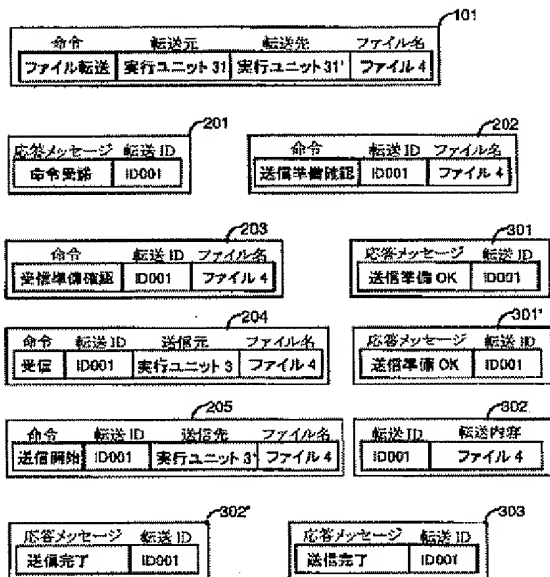 101
命令 転送元 転送先 ファイル名
ファイル転送 実行ユニット31 実行ユニット31' ファイル4
201
応答メッセージ 転送ID
命令受諾 ID001
202
命令 転送ID ファイル名
送信準備確認 ID001 ファイル4
203
命令 転送ID ファイル名
受信準備確認 ID001 ファイル4
301
応答メッセージ 転送ID
送信準備OK ID001
204
命令 転送ID 送信元 ファイル名
受信 ID001 実行ユニット3 ファイル4
301'
応答メッセージ 転送ID
送信準備OK ID001
205
命令 転送ID 送信先 ファイル名
送信開始 ID001 実行ユニット3' ファイル4
302
転送ID 転送内容
ID001 ファイル4
302'
応答メッセージ 転送ID
送信完了 ID001
303
応答メッセージ 転送ID
送信完了 ID001